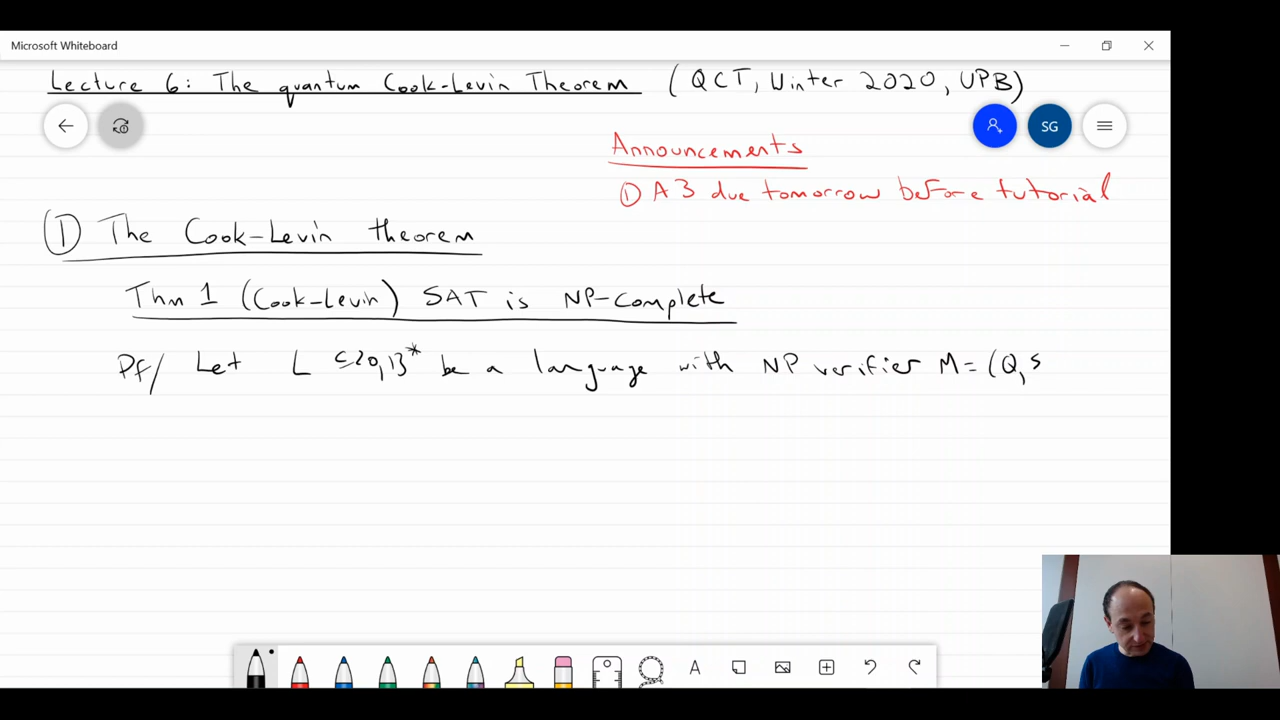 Microsoft Whiteboard
Lecture 6: The quantum Cook-Levin Theorem (QCT, Winter 2020, UPB)
SG
Announcements
① A3 due tomorrow before tutorial
① The Cook-Levin theorem
Thm 1 (Cook-Levin) SAT is NP-complete
Pf/ Let L ⊆{0,1}* be a language with NP verifier M=(Q,s
A